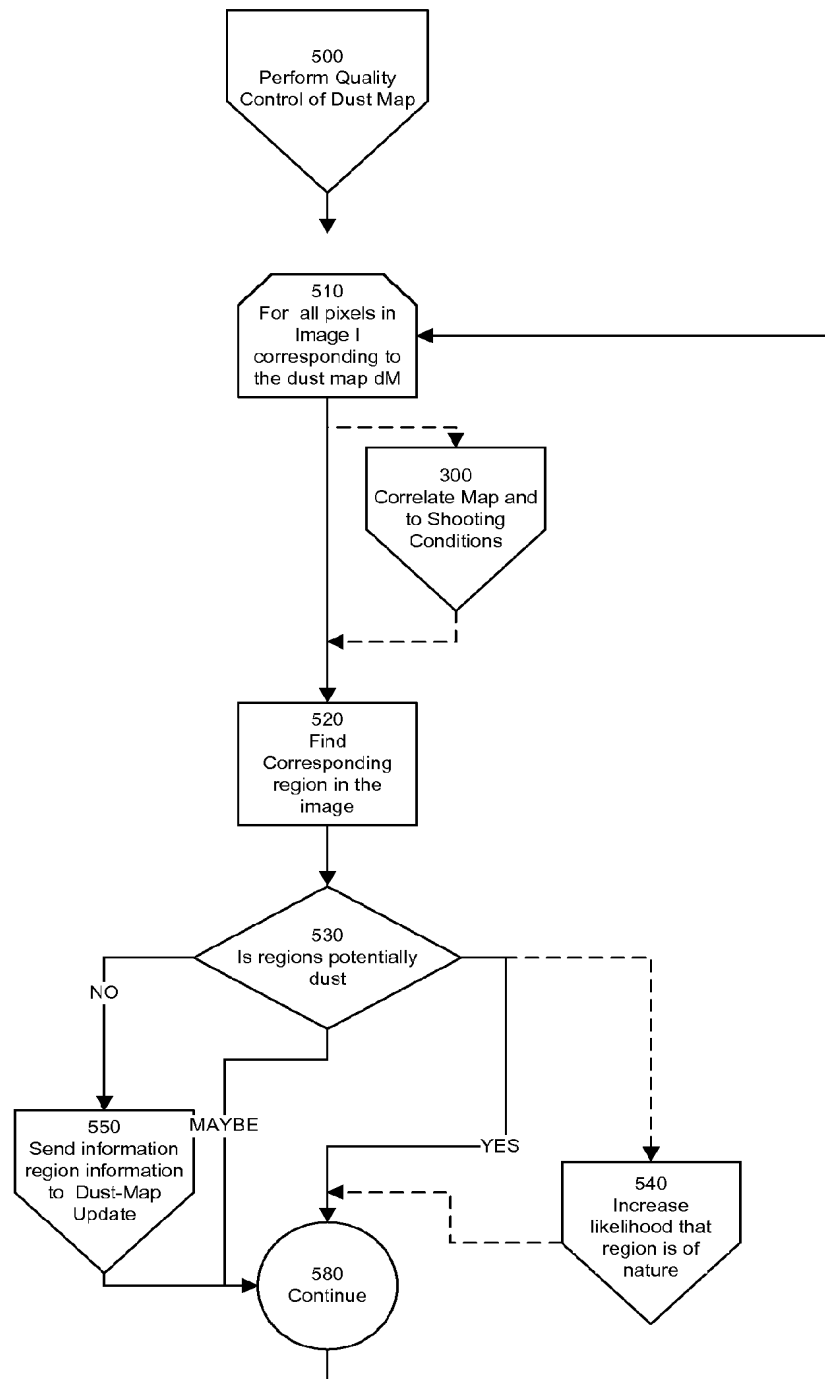 500
Perform Quality
Control of Dust Map
510
For all pixels in
Image I
corresponding to
the dust map dM
300
Correlate Map and
to Shooting
Conditions
520
Find
Corresponding
region in the
image
530
Is regions potentially
dust
NO
MAYBE
YES
550
Send information
region information
to Dust-Map
Update
540
Increase
likelihood that
region is of
nature
580
Continue